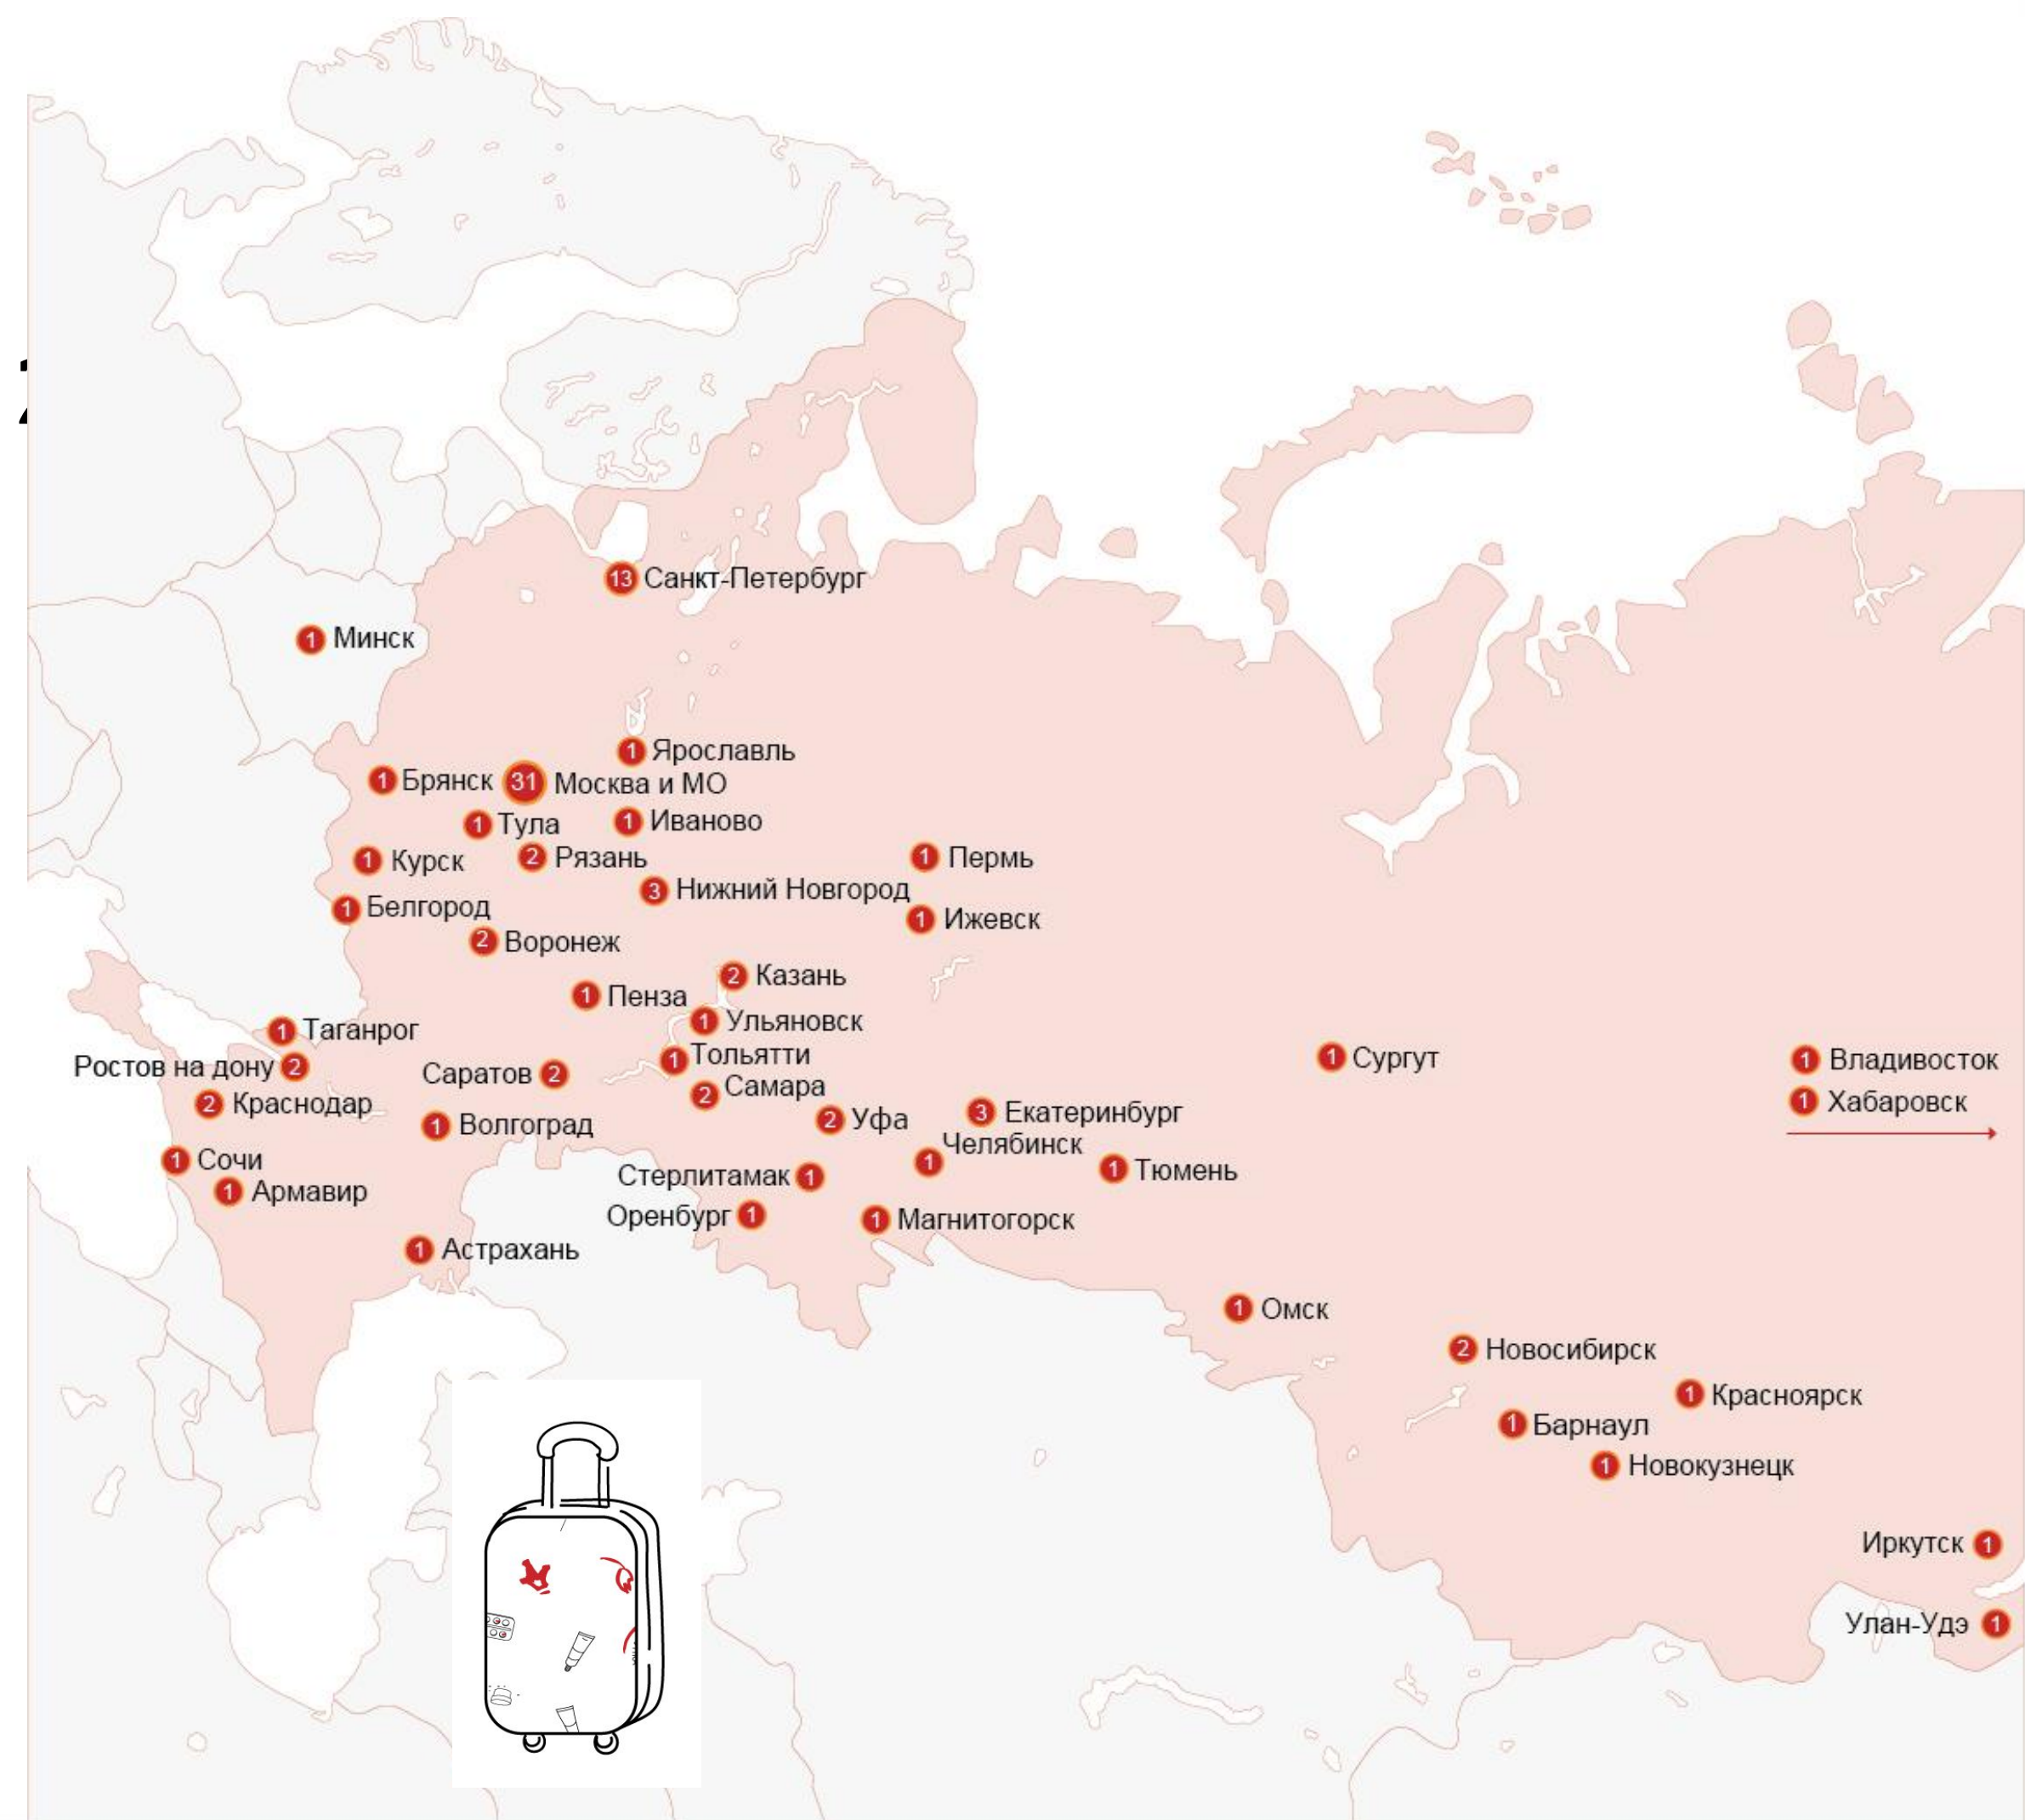 13 Санкт-Петербург
1 Минск
1 Ярославль
1 Брянск
31 Москва и МО
1 Тула
1 Иваново
1 Курск
2 Рязань
1 Пермь
3 Нижний Новгород
1 Белгород
1 Ижевск
2 Воронеж
2 Казань
1 Пенза
1 Ульяновск
1 Таганрог
1 Тольятти
1 Сургут
1 Владивосток
Ростов на дону 2
Саратов 2
2 Самара
2 Краснодар
1 Хабаровск
1 Волгоград
2 Уфа
3 Екатеринбург
1 Челябинск
1 Сочи
Стерлитамак 1
1 Тюмень
1 Армавир
Оренбург 1
1 Магнитогорск
1 Астрахань
1 Омск
2 Новосибирск
1 Красноярск
1 Барнаул
1 Новокузнецк
Иркутск 1
Улан-Удэ 1